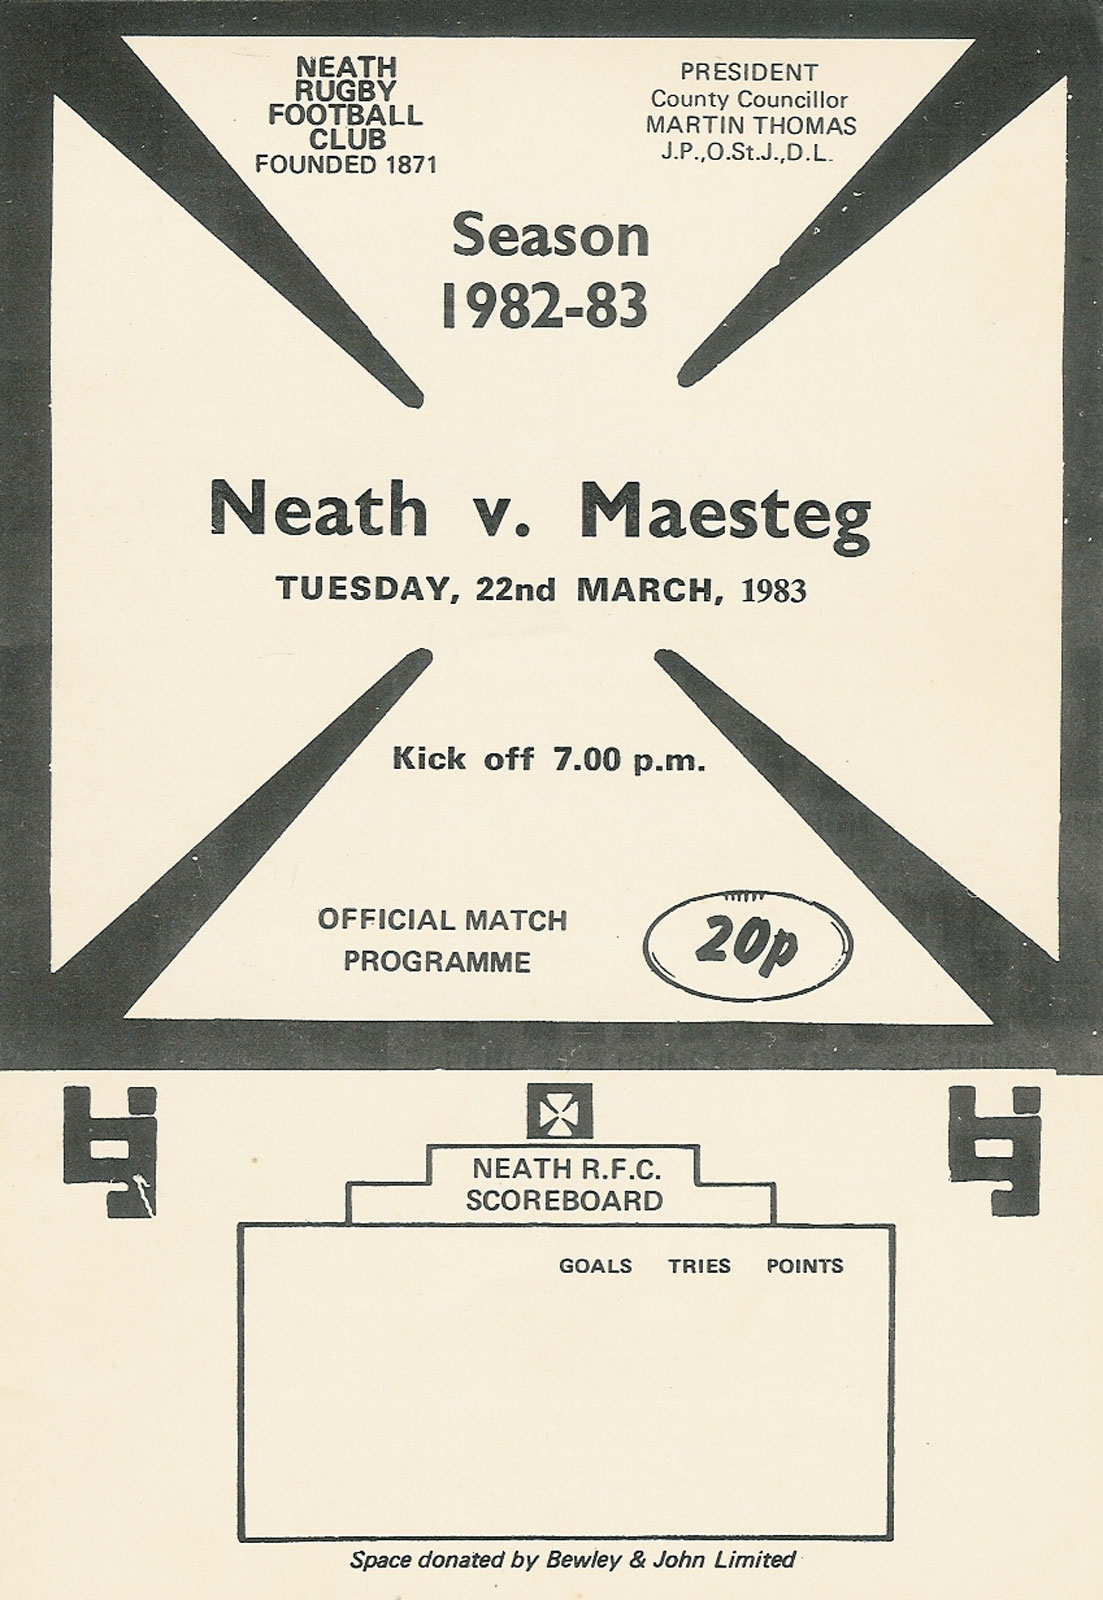 NEATH
RUGBY
FOOTBALL
CLUB
FOUNDED 1871
PRESIDENT
County Councillor
MARTIN THOMAS
J.P.,O.St.J.,D.L.
Season
1982-83
Neath v. Maesteg
TUESDAY, 22nd MARCH, 1983
Kick off 7.00 p.m.
OFFICIAL MATCH
PROGRAMME
20p
NEATH R.F.C.
SCOREBOARD
GOALS TRIES POINTS
Space donated by Bewley & John Limited